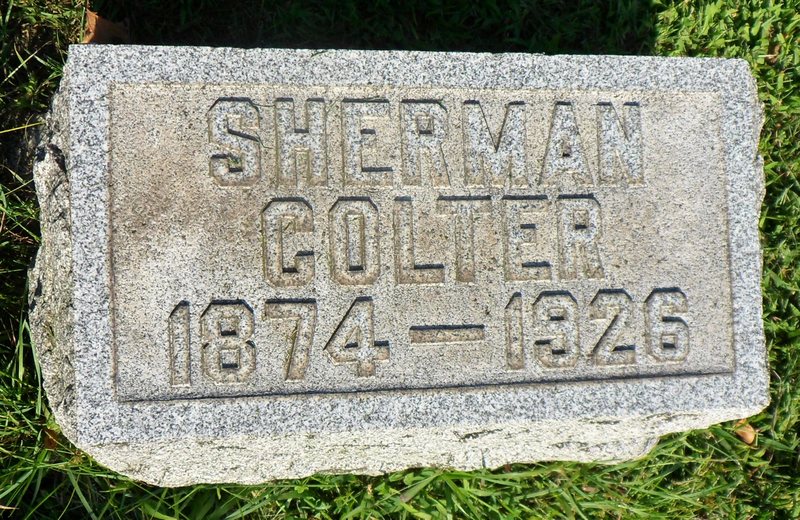 SHERMAN
COLTER
1874 — 1926